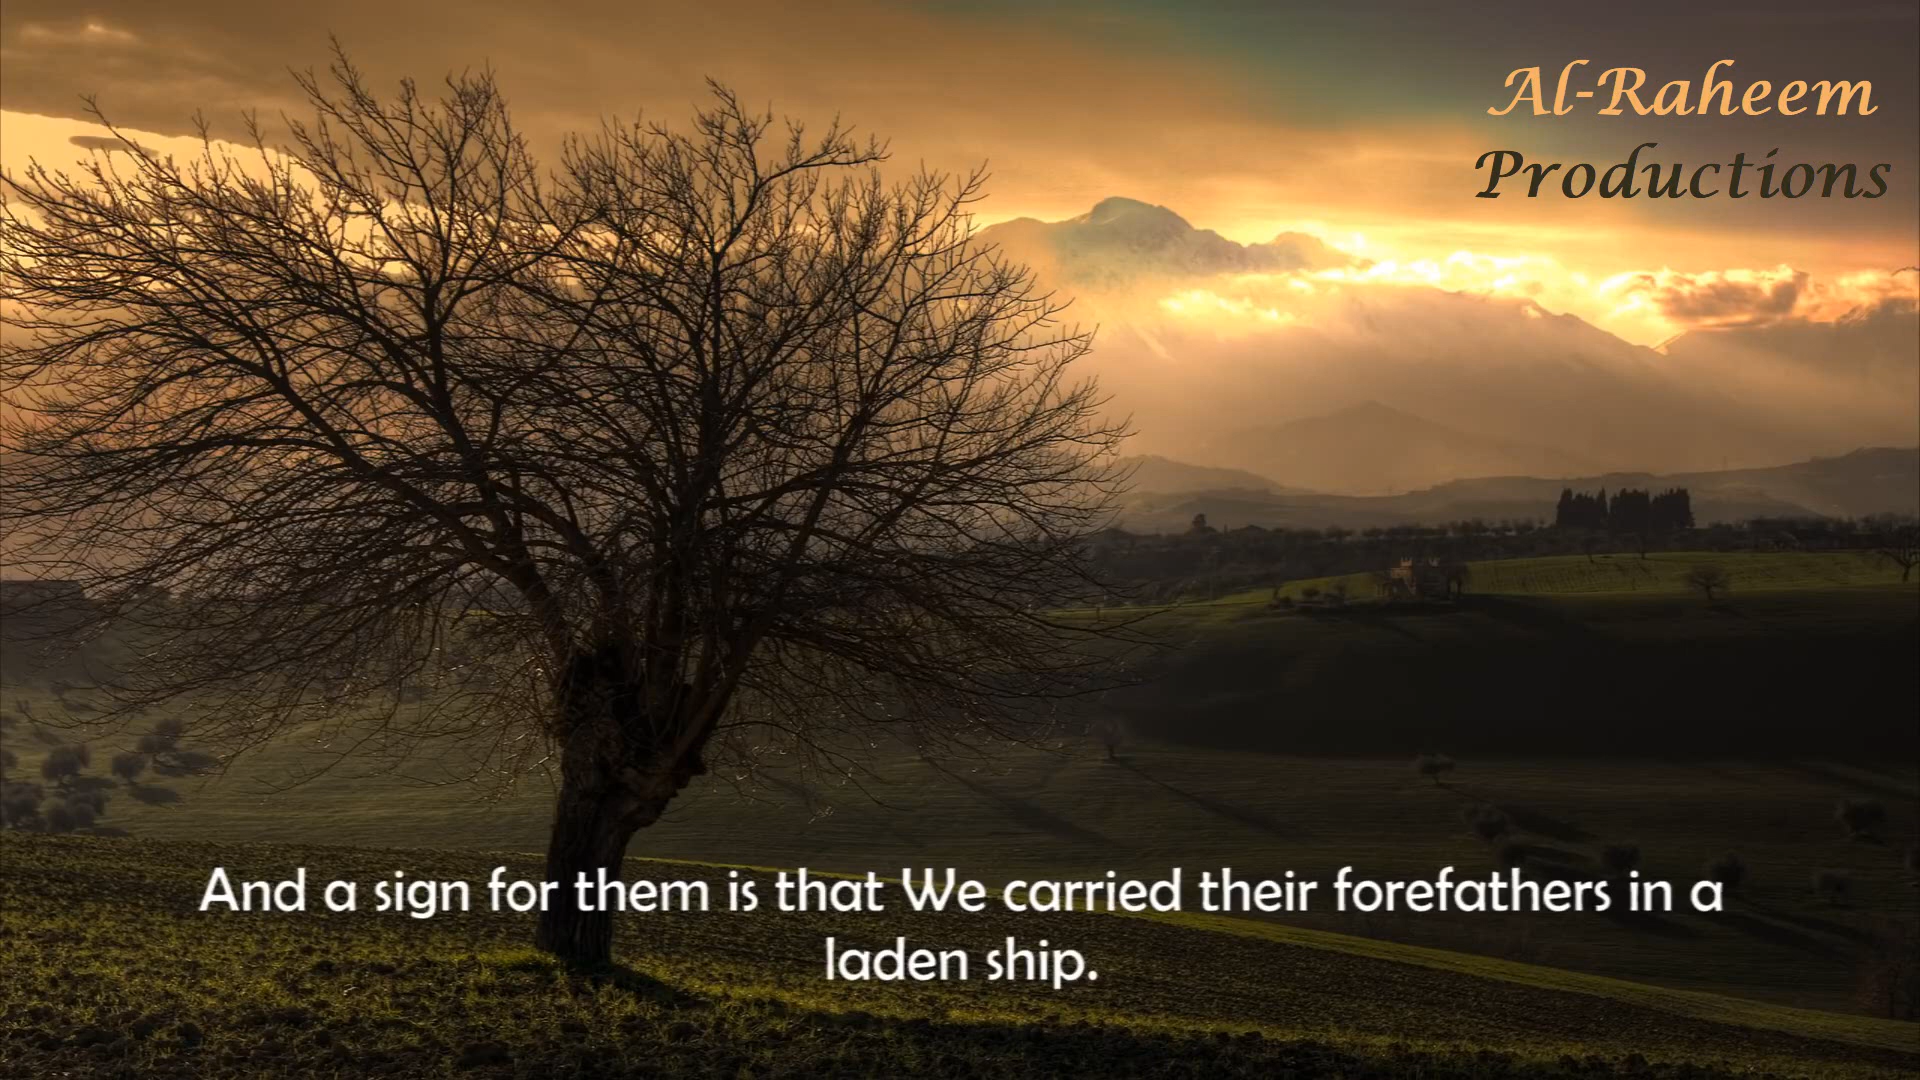 Al-Raheem
Productions
And a sign for them is that We carried their forefathers in a
laden ship.